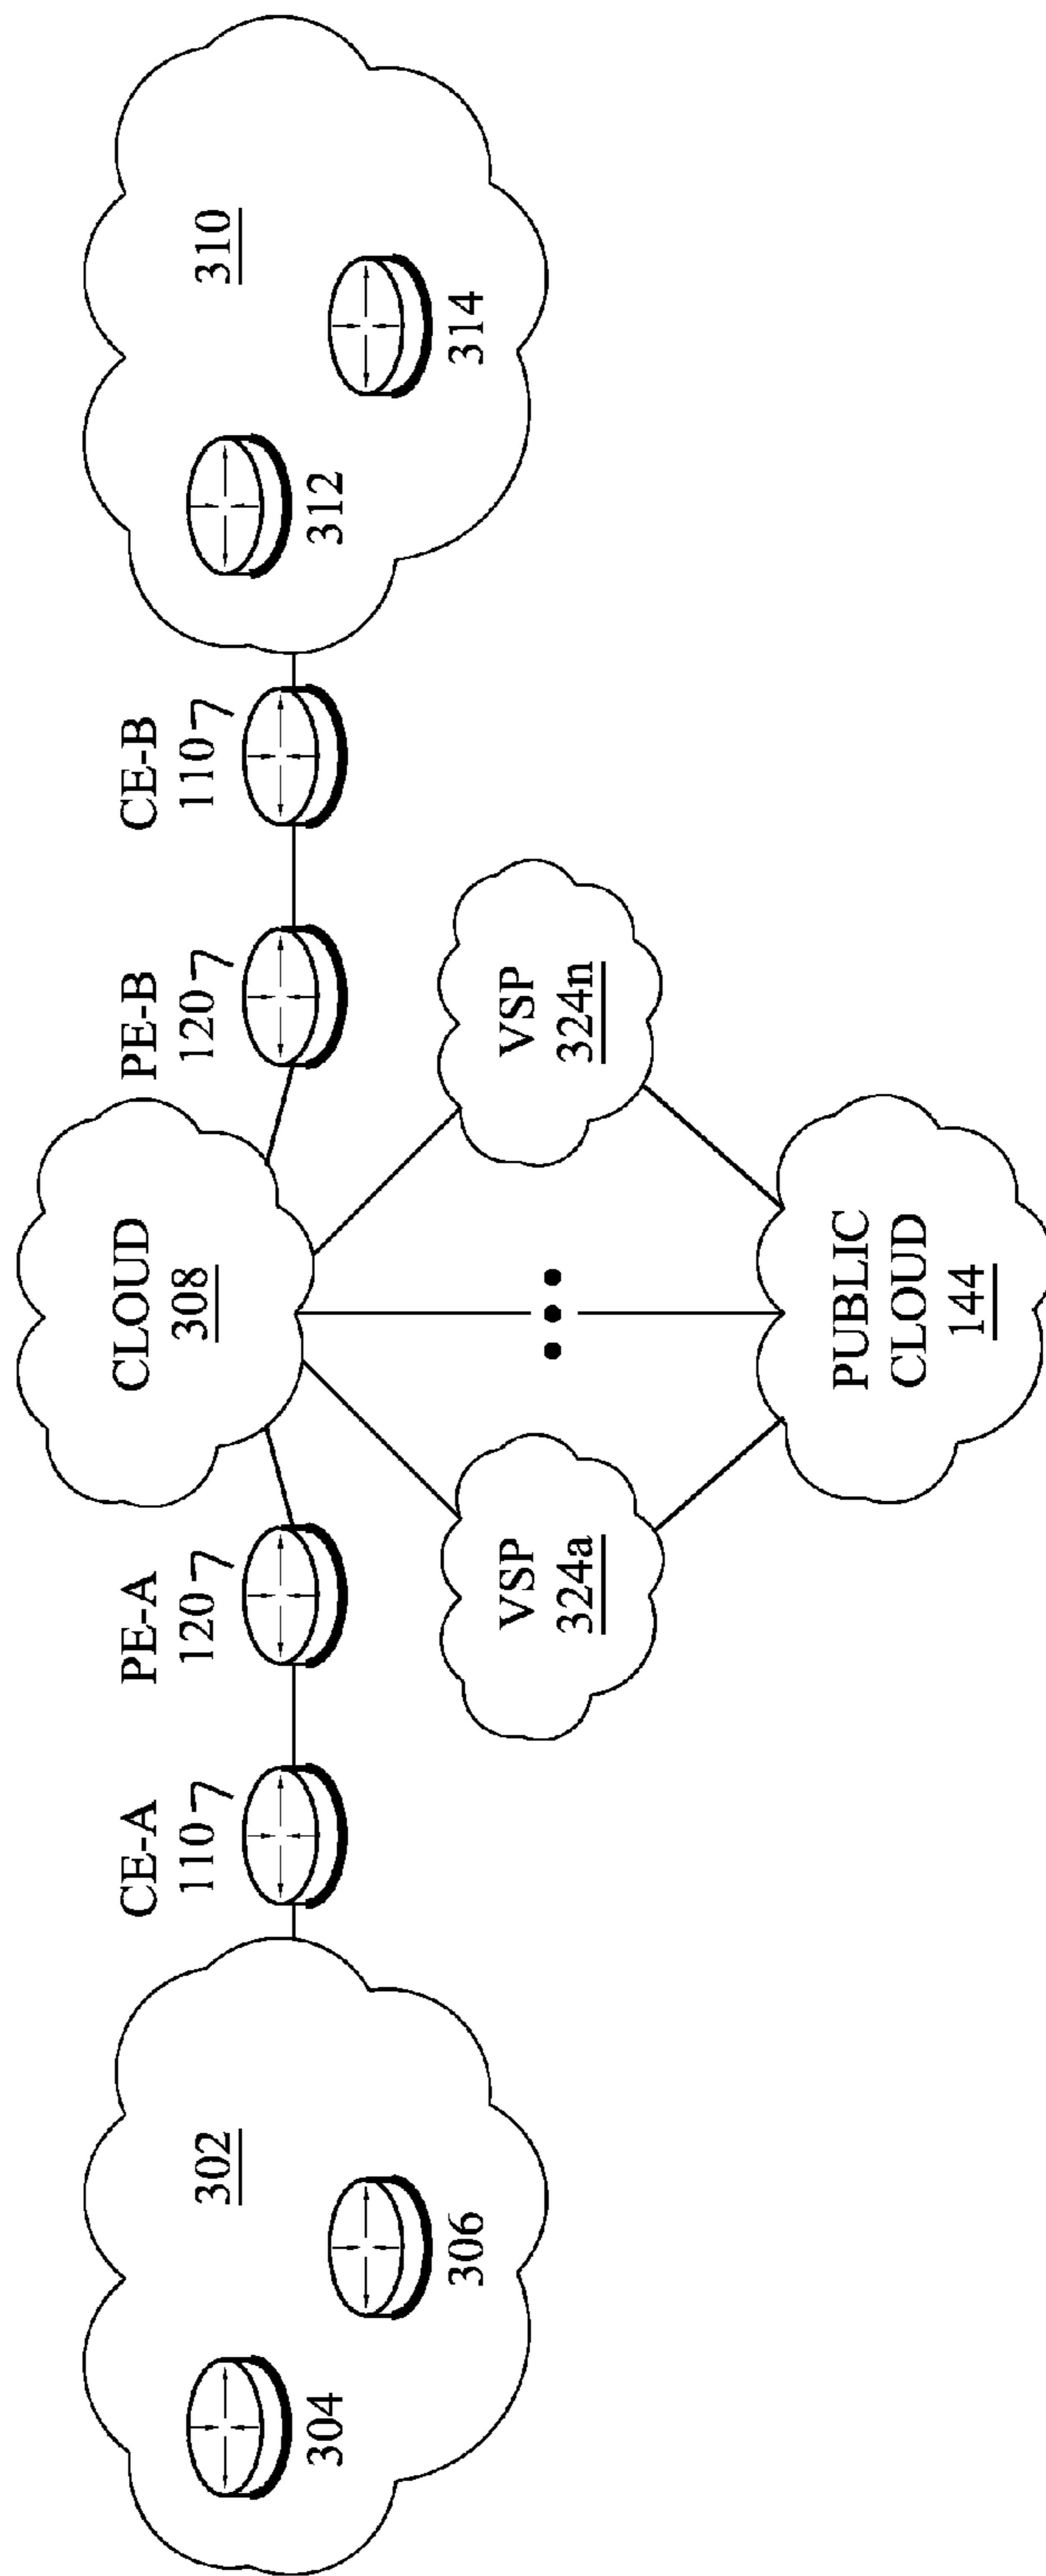 302
304
306
CE-A
110
PE-A
120
CLOUD
308
PE-B
120
CE-B
110
310
312
314
VSP
324a
VSP
324n
PUBLIC
CLOUD
144